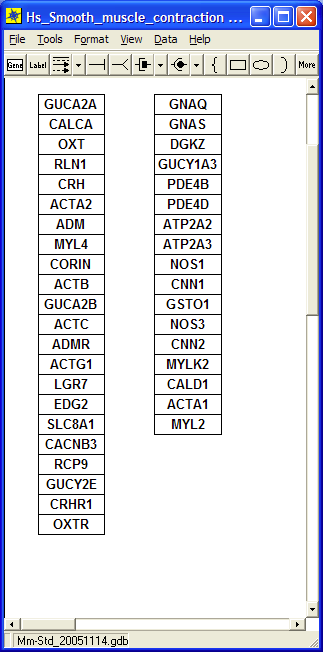 Hs_Smooth_muscle_contraction ...
File Tools Format View Data Help
Gene Label More
GUCA2A
CALCA
OXT
RLN1
CRH
ACTA2
ADM
MYL4
CORIN
ACTB
GUCA2B
ACTC
ADMR
ACTG1
LGR7
EDG2
SLC8A1
CACNB3
RCP9
GUCY2E
CRHR1
OXTR
GNAQ
GNAS
DGKZ
GUCY1A3
PDE4B
PDE4D
ATP2A2
ATP2A3
NOS1
CNN1
GSTO1
NOS3
CNN2
MYLK2
CALD1
ACTA1
MYL2
Mm-Std_20051114.gdb